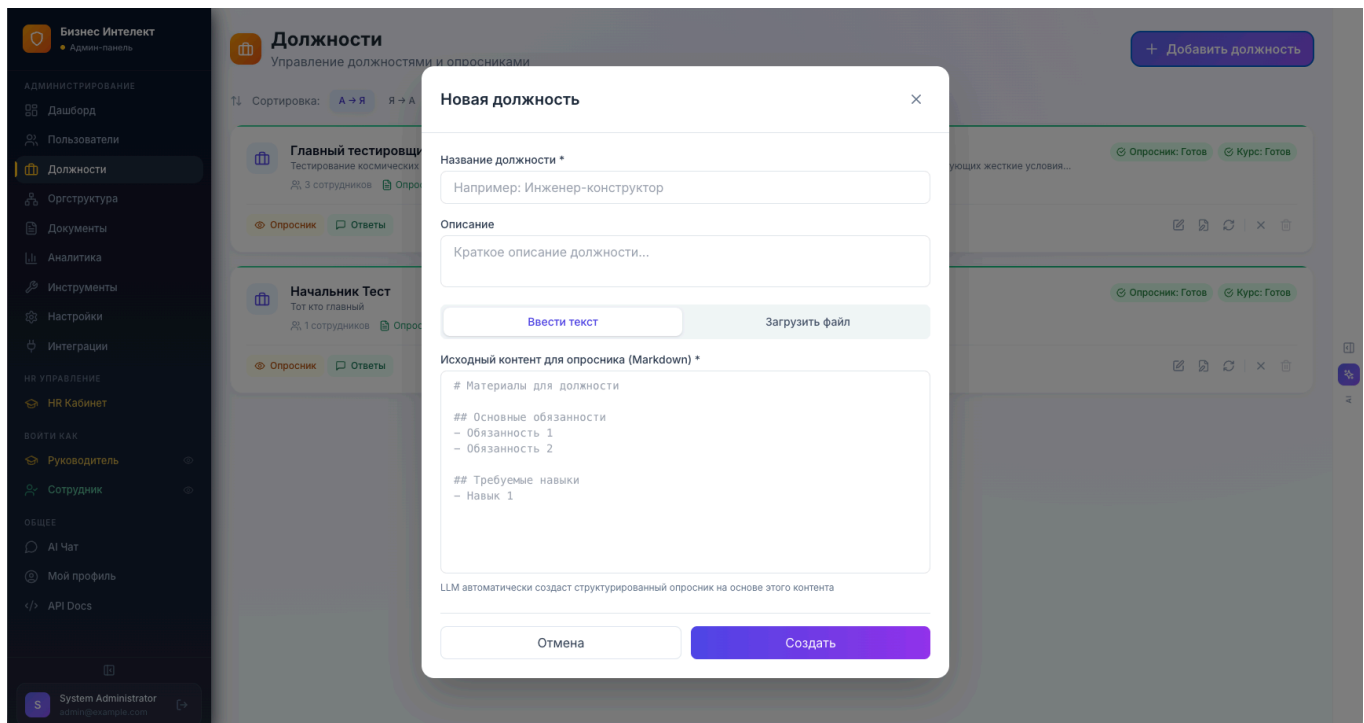 Бизнес Интелект
Админ-панель
АДМИНИСТРИРОВАНИЕ
Дашборд
Пользователи
Должности
Оргструктура
Документы
Аналитика
Инструменты
Настройки
Интеграции
HR УПРАВЛЕНИЕ
HR Кабинет
ВОЙТИ КАК
Руководитель
Сотрудник
ОБЩЕЕ
AI Чат
Мой профиль
</> API Docs
S System Administrator
admin@example.com
Должности
Управление должностями и опросниками
+ Добавить должность
Сортировка: А → Я Я → А
Главный тестировщи
Тестирование космических
ующих жесткие условия...
3 сотрудников Опро
Опросник: Готов Курс: Готов
Опросник Ответы
Начальник Тест
Тот кто главный
1 сотрудников Опрос
Опросник: Готов Курс: Готов
Опросник Ответы
Новая должность
Название должности *
Например: Инженер-конструктор
Описание
Краткое описание должности...
Ввести текст Загрузить файл
Исходный контент для опросника (Markdown) *
# Материалы для должности
## Основные обязанности
- Обязанность 1
- Обязанность 2
## Требуемые навыки
- Навык 1
LLM автоматически создаст структурированный опросник на основе этого контента
Отмена Создать
AI